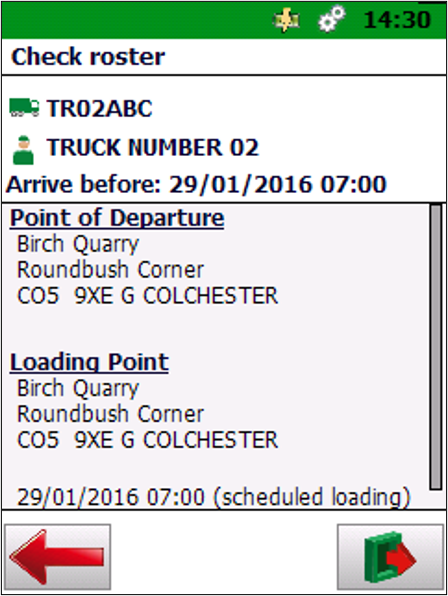 14:30
Check roster
TR02ABC
TRUCK NUMBER 02
Arrive before: 29/01/2016 07:00
Point of Departure
Birch Quarry
Roundbush Corner
CO5  9XE G COLCHESTER
Loading Point
Birch Quarry
Roundbush Corner
CO5  9XE G COLCHESTER
29/01/2016 07:00 (scheduled loading)